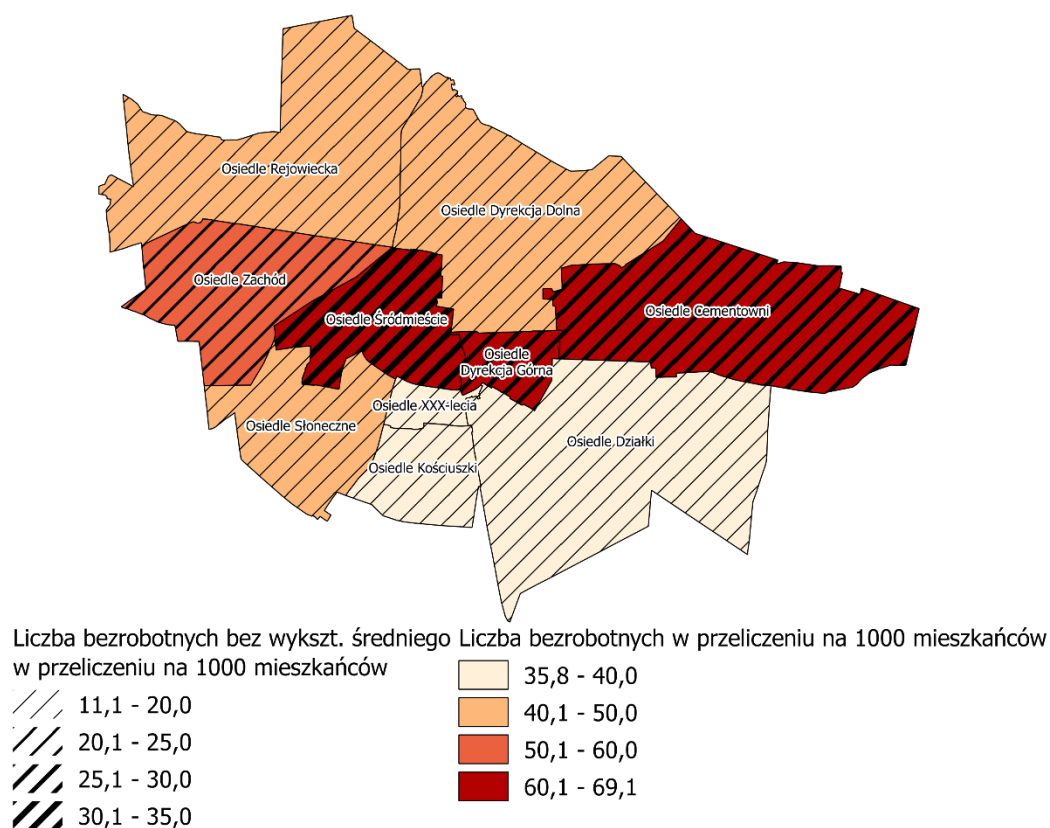 Osiedle Rejowiecka
Osiedle Dyrekcja Dolna
Osiedle Zachód
Osiedle Śródmieście
Osiedle Cementowni
Osiedle
Dyrekcja Górna
Osiedle XXX-lecia
Osiedle Słoneczne
Osiedle Działki
Osiedle Kościuszki
Liczba bezrobotnych bez wykszt. średniego
w przeliczeniu na 1000 mieszkańców
11,1 - 20,0
20,1 - 25,0
25,1 - 30,0
30,1 - 35,0
Liczba bezrobotnych w przeliczeniu na 1000 mieszkańców
35,8 - 40,0
40,1 - 50,0
50,1 - 60,0
60,1 - 69,1